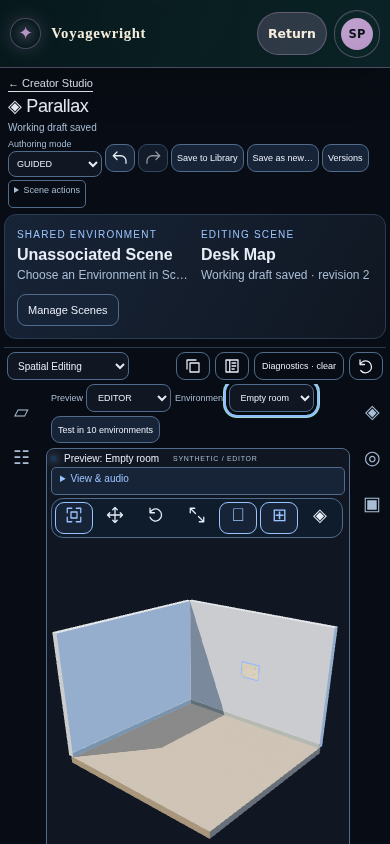 Voyagewright
Return
SP
← Creator Studio
◈ Parallax
Working draft saved
Authoring mode
GUIDED
Save to Library
Save as new…
Versions
Scene actions
SHARED ENVIRONMENT
Unassociated Scene
Choose an Environment in Sc…
EDITING SCENE
Desk Map
Working draft saved · revision 2
Manage Scenes
Spatial Editing
Diagnostics · clear
Preview
EDITOR
Environmen
Empty room
Test in 10 environments
Preview: Empty room
SYNTHETIC / EDITOR
View & audio